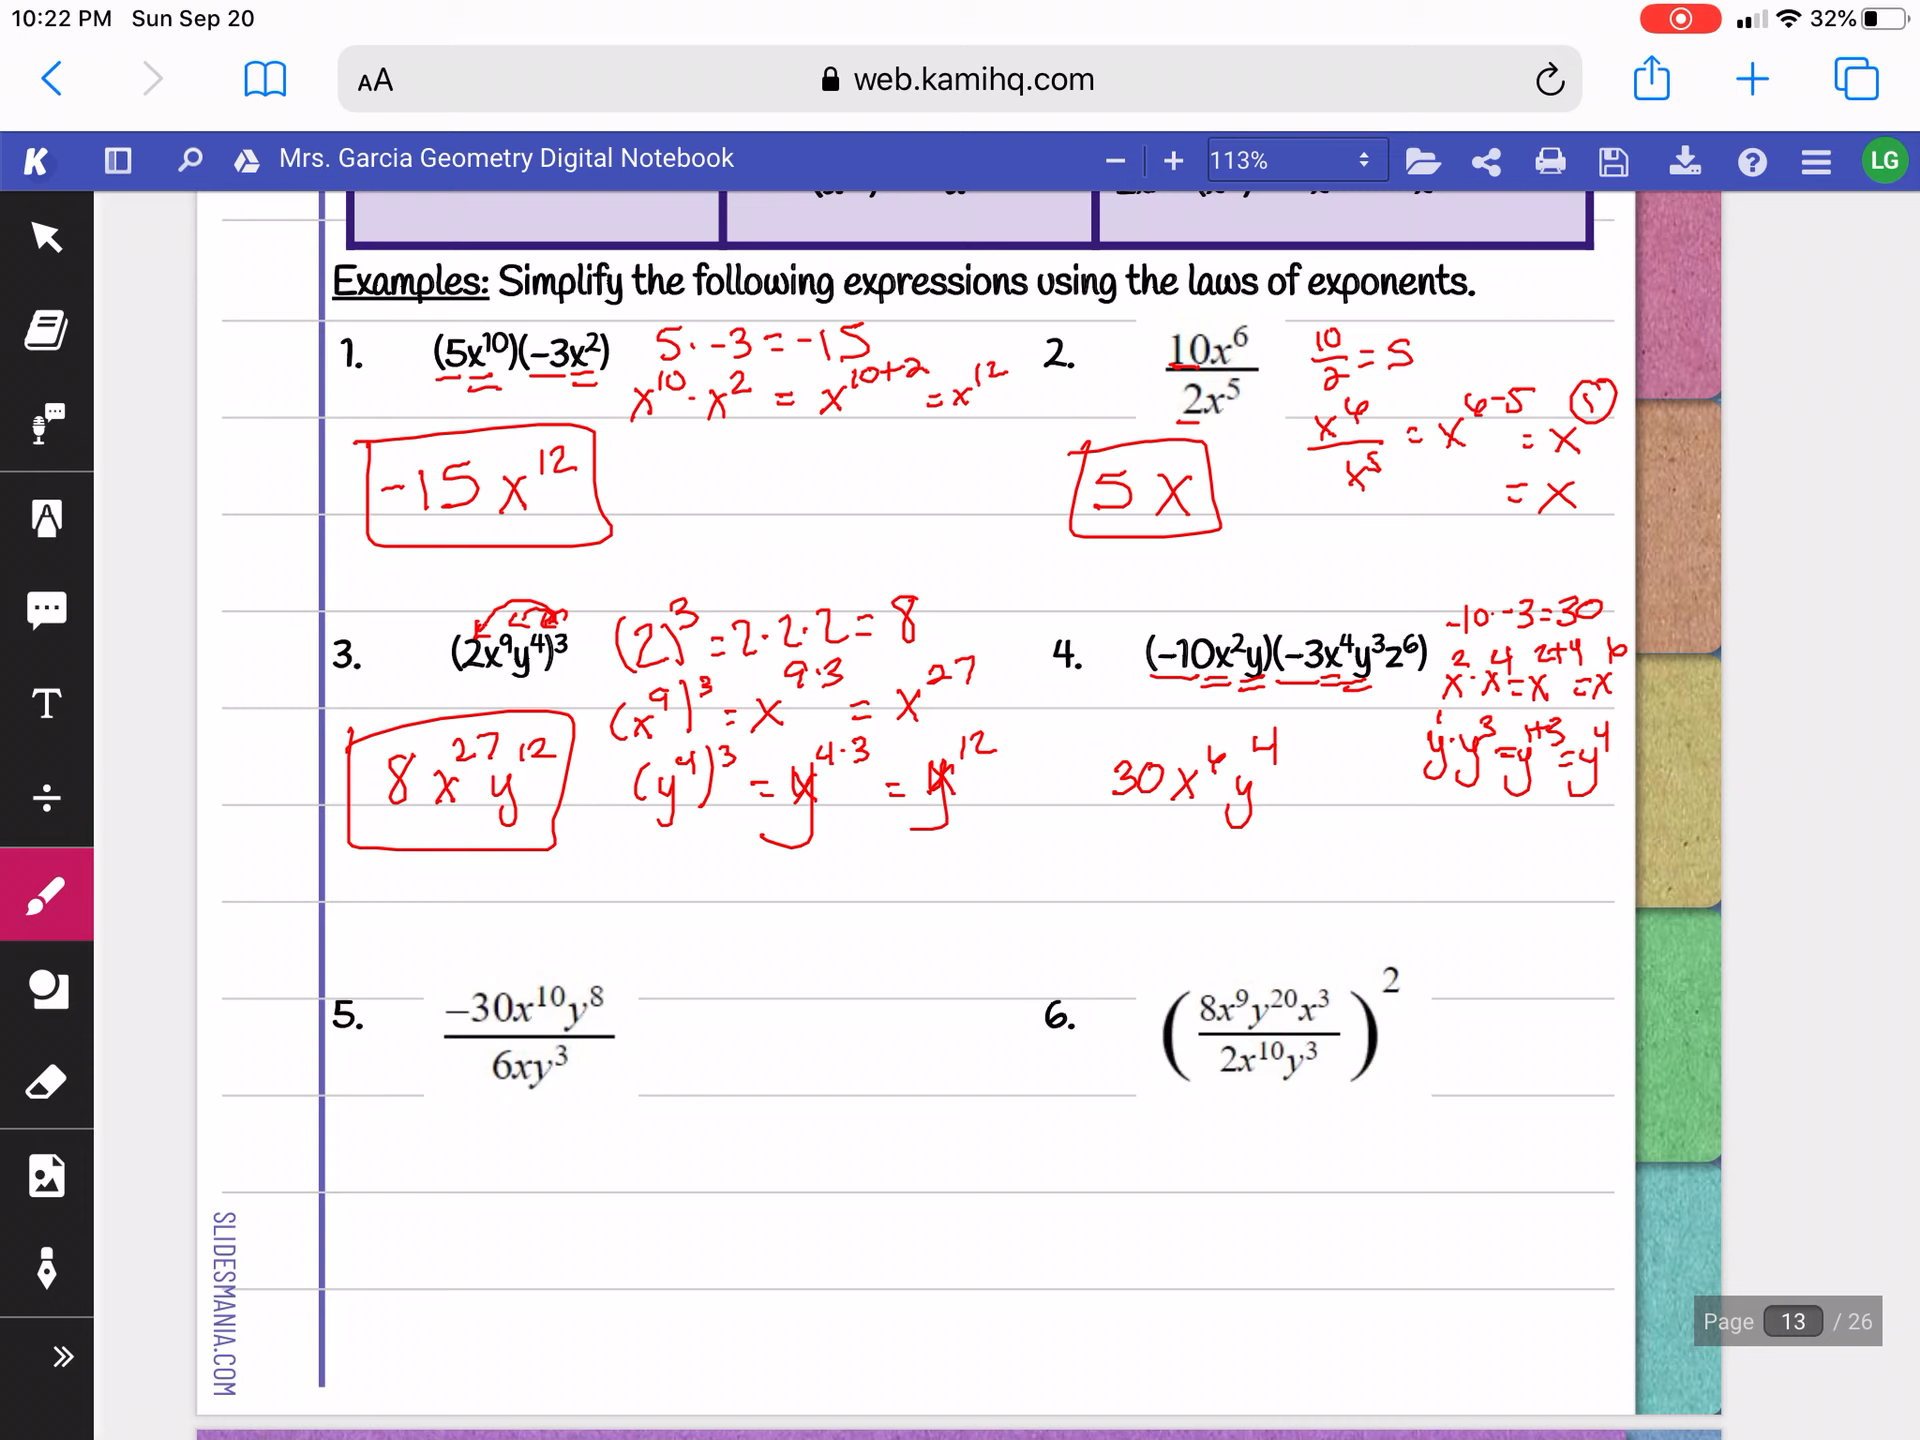 10:22 PM Sun Sep 20
32%
AA web.kamihq.com
K Mrs. Garcia Geometry Digital Notebook
113%
LG
Examples: Simplify the following expressions using the laws of exponents.
1. (5x¹⁰)(-3x²) 5 · -3 = -15
x¹⁰ · x² = x¹⁰⁺² = x¹²
-15x¹²
2. 10x⁶ / 2x⁵
10/2 = 5
x⁶/x⁵ = x⁶⁻⁵ = x¹
= x
5x
3. (2x⁹y⁴)³ (2)³ = 2·2·2 = 8
(x⁹)³ = x⁹·³ = x²⁷
(y⁴)³ = y⁴·³ = y¹²
8x²⁷y¹²
4. (-10x²y)(-3x⁴y³z⁶) -10·-3=30
x²·x⁴=x²⁺⁴=x⁶
y¹·y³=y¹⁺³=y⁴
30x⁶y⁴
5. -30x¹⁰y⁸ / 6xy³
6. (8x⁹y²⁰x³ / 2x¹⁰y³)²
SLIDESMANIA.COM
Page 13 / 26